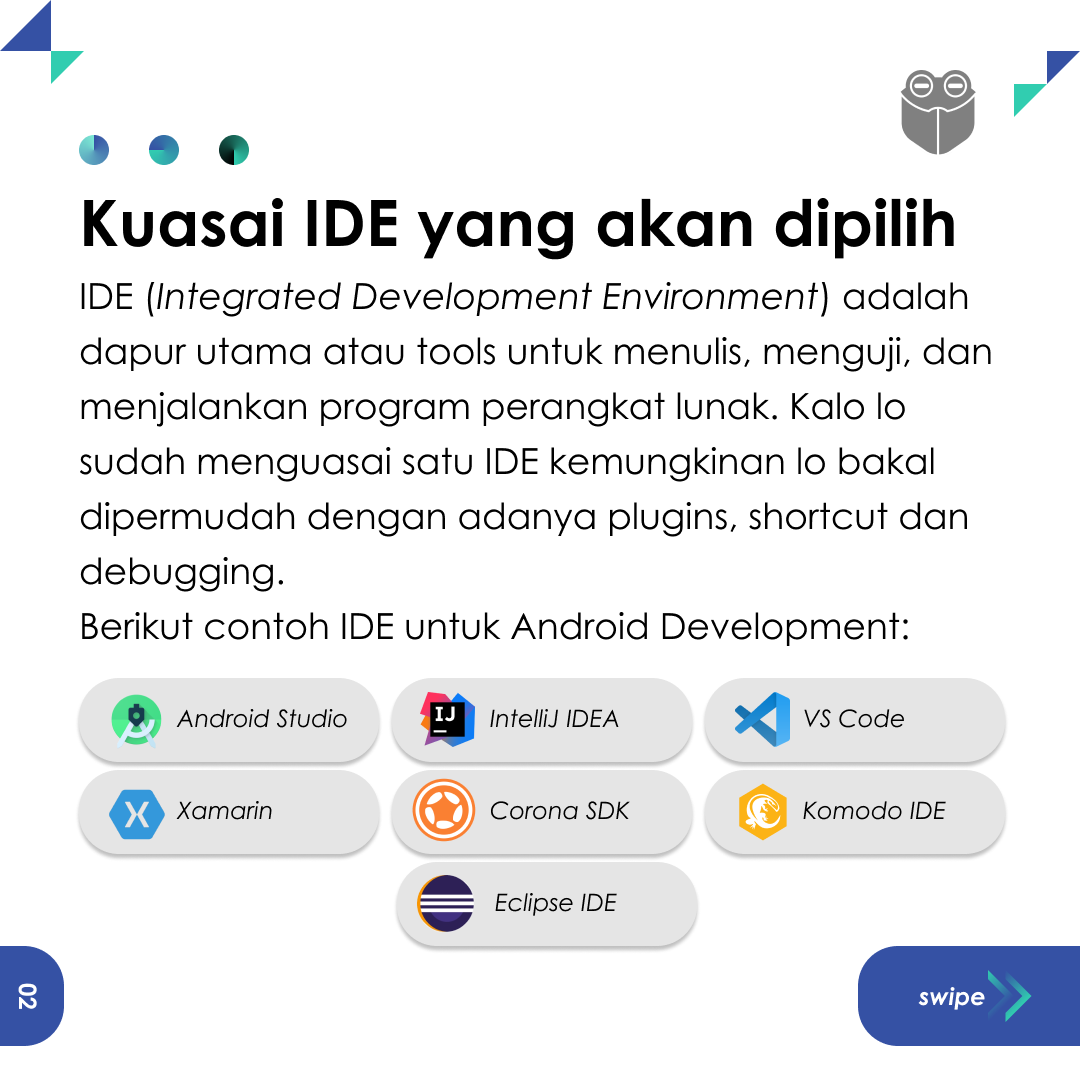 Kuasai IDE yang akan dipilih
IDE (Integrated Development Environment) adalah
dapur utama atau tools untuk menulis, menguji, dan
menjalankan program perangkat lunak. Kalo lo
sudah menguasai satu IDE kemungkinan lo bakal
dipermudah dengan adanya plugins, shortcut dan
debugging.
Berikut contoh IDE untuk Android Development:
Android Studio
IJ IntelliJ IDEA
VS Code
Xamarin
Corona SDK
Komodo IDE
Eclipse IDE
02
swipe